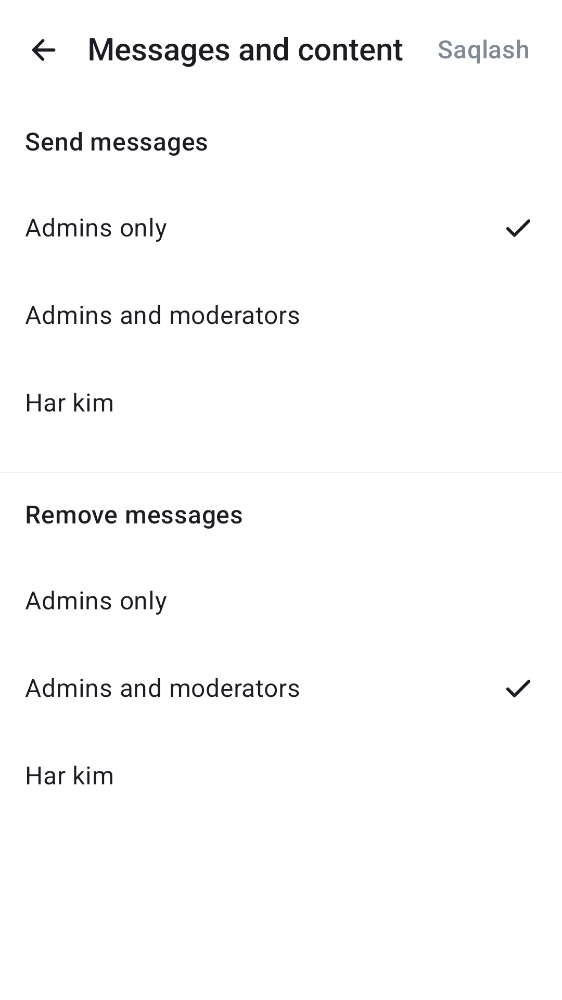 Messages and content Saqlash
Send messages
Admins only
Admins and moderators
Har kim
Remove messages
Admins only
Admins and moderators
Har kim